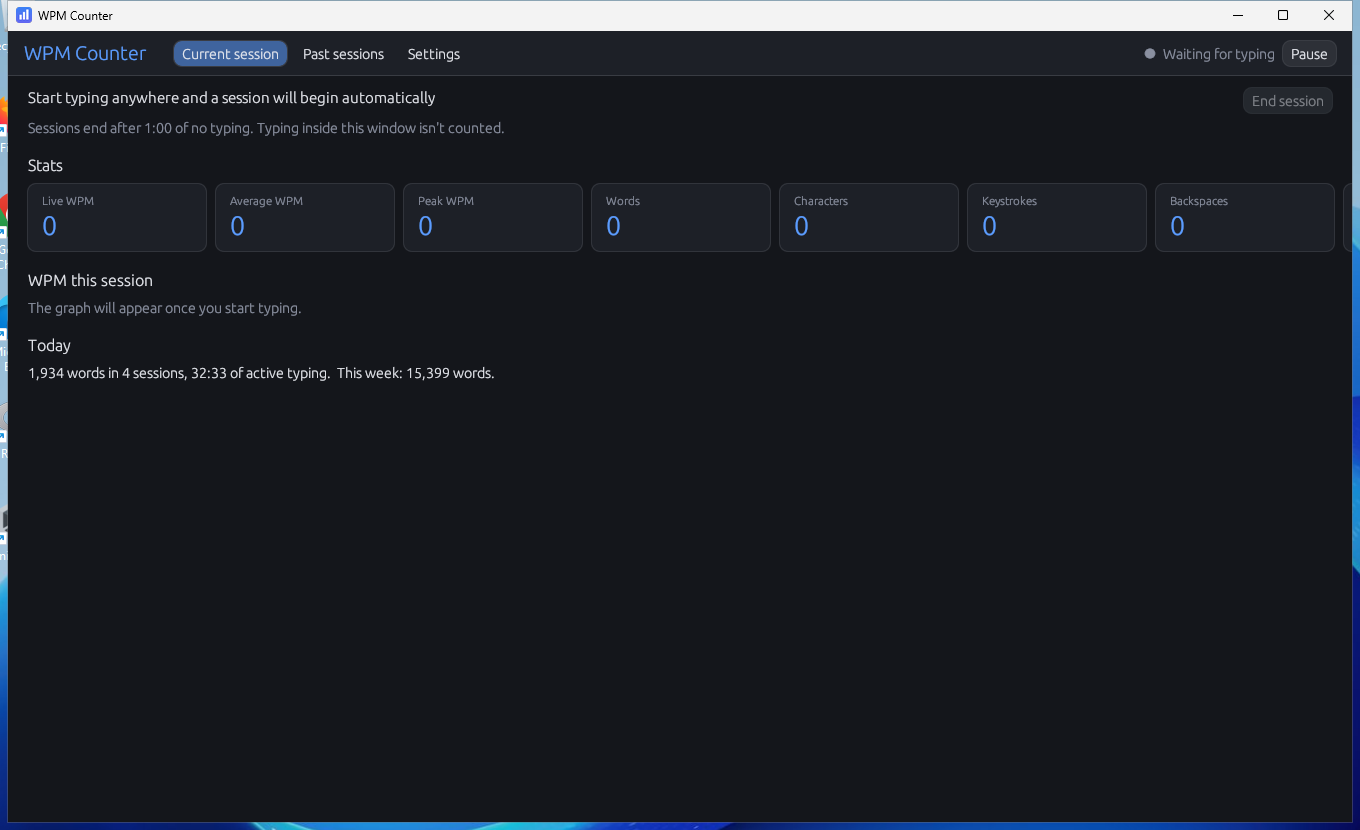 WPM Counter
WPM Counter Current session Past sessions Settings Waiting for typing Pause
Start typing anywhere and a session will begin automatically End session
Sessions end after 1:00 of no typing. Typing inside this window isn't counted.
Stats
Live WPM Average WPM Peak WPM Words Characters Keystrokes Backspaces
0 0 0 0 0 0 0
WPM this session
The graph will appear once you start typing.
Today
1,934 words in 4 sessions, 32:33 of active typing. This week: 15,399 words.